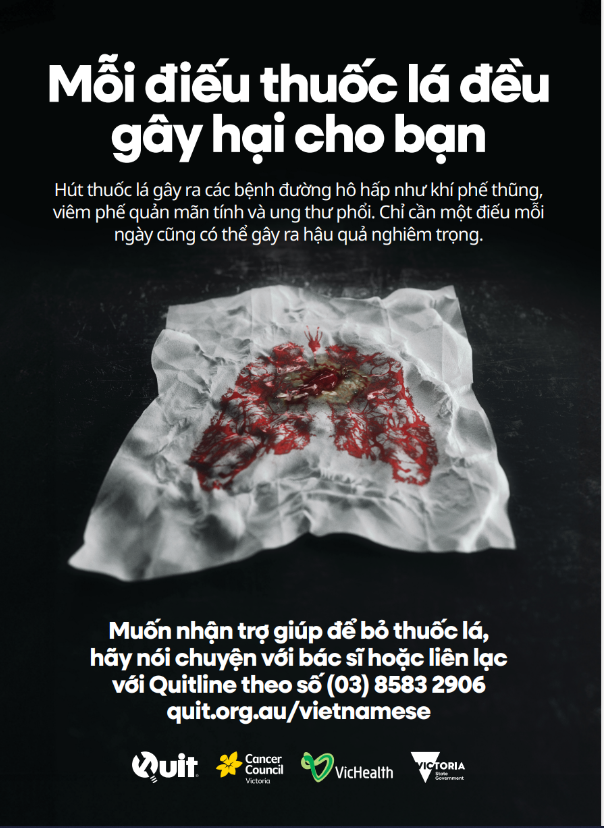 Mỗi điếu thuốc lá đều
gây hại cho bạn
Hút thuốc lá gây ra các bệnh đường hô hấp như khí phế thũng,
viêm phế quản mãn tính và ung thư phổi. Chỉ cần một điếu mỗi
ngày cũng có thể gây ra hậu quả nghiêm trọng.
Muốn nhận trợ giúp để bỏ thuốc lá,
hãy nói chuyện với bác sĩ hoặc liên lạc
với Quitline theo số (03) 8583 2906
quit.org.au/vietnamese
Quit
Cancer
Council
Victoria
VicHealth
VICTORIA
State
Government